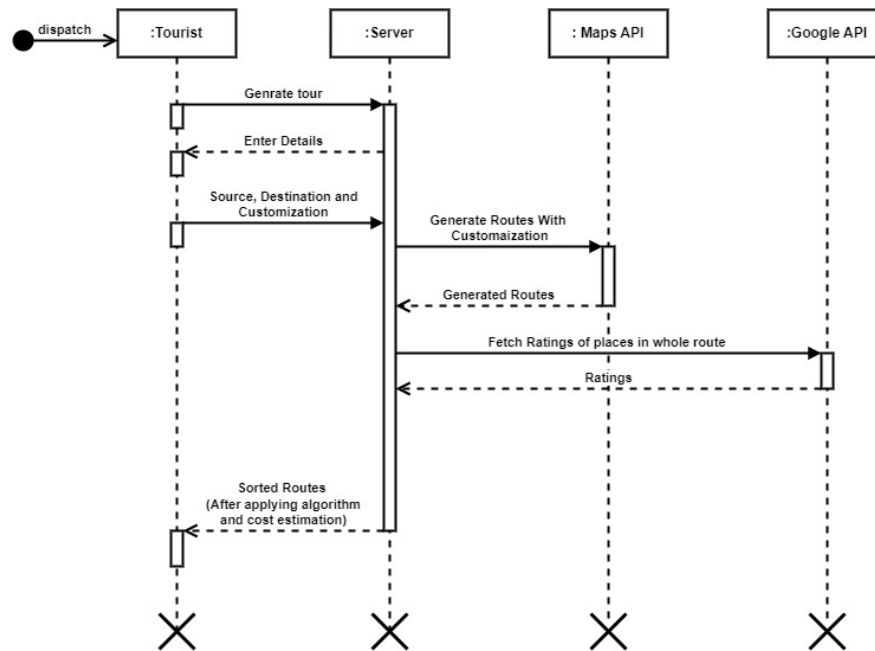 dispatch
:Tourist
:Server
: Maps API
:Google API
Genrate tour
Enter Details
Source, Destination and
Customization
Generate Routes With
Customaization
Generated Routes
Fetch Ratings of places in whole route
Ratings
Sorted Routes
(After applying algorithm
and cost estimation)